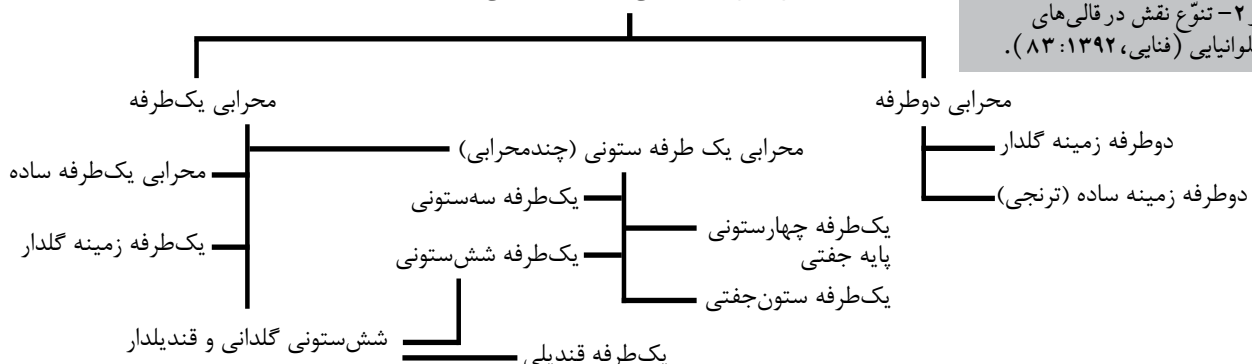 ۲- تنوّع نقش در قالی‌های
(فنایی، ۱۳۹۲: ۸۳).
محرابی دوطرفه
دوطرفه زمینه گلدار
دوطرفه زمینه ساده (ترنجی)
محرابی یک‌طرفه
محرابی یک طرفه ستونی (چندمحرابی)
محرابی یک‌طرفه ساده
یک‌طرفه سه‌ستونی
یک‌طرفه چهارستونی
پایه جفتی
یک‌طرفه زمینه گلدار
یک‌طرفه شش‌ستونی
یک‌طرفه ستون‌جفتی
شش‌ستونی گلدانی و قندیلدار
یک‌طرفه قندیلی